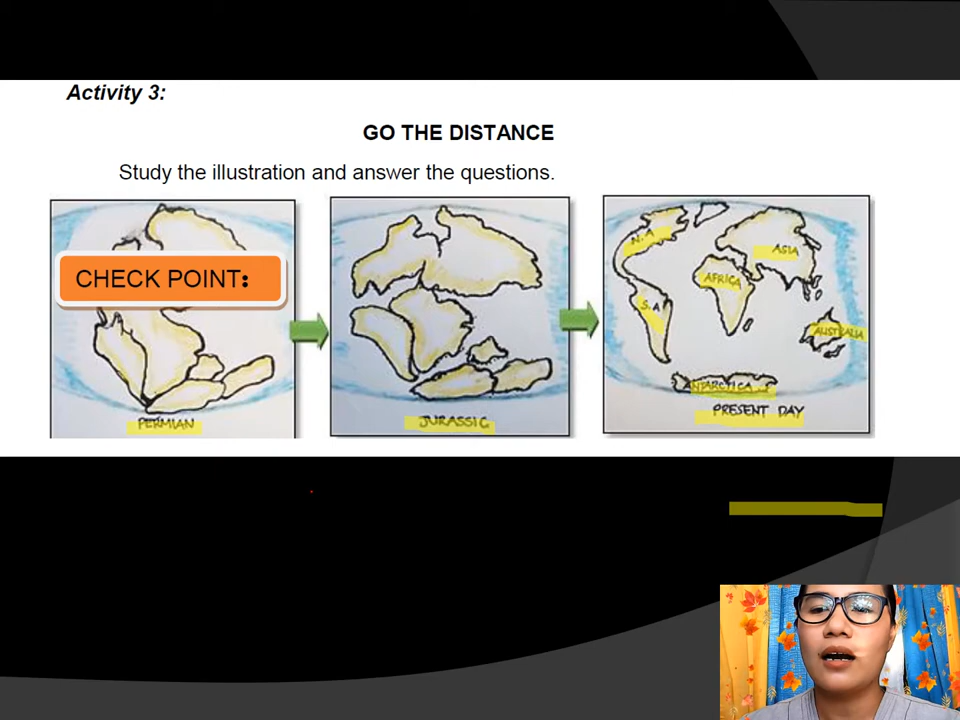 Activity 3:
GO THE DISTANCE
Study the illustration and answer the questions.
CHECK POINT:
N.A
ASIA
AFRICA
S.A
AUSTRALIA
ANTARCTICA
PERMIAN
JURASSIC
PRESENT DAY